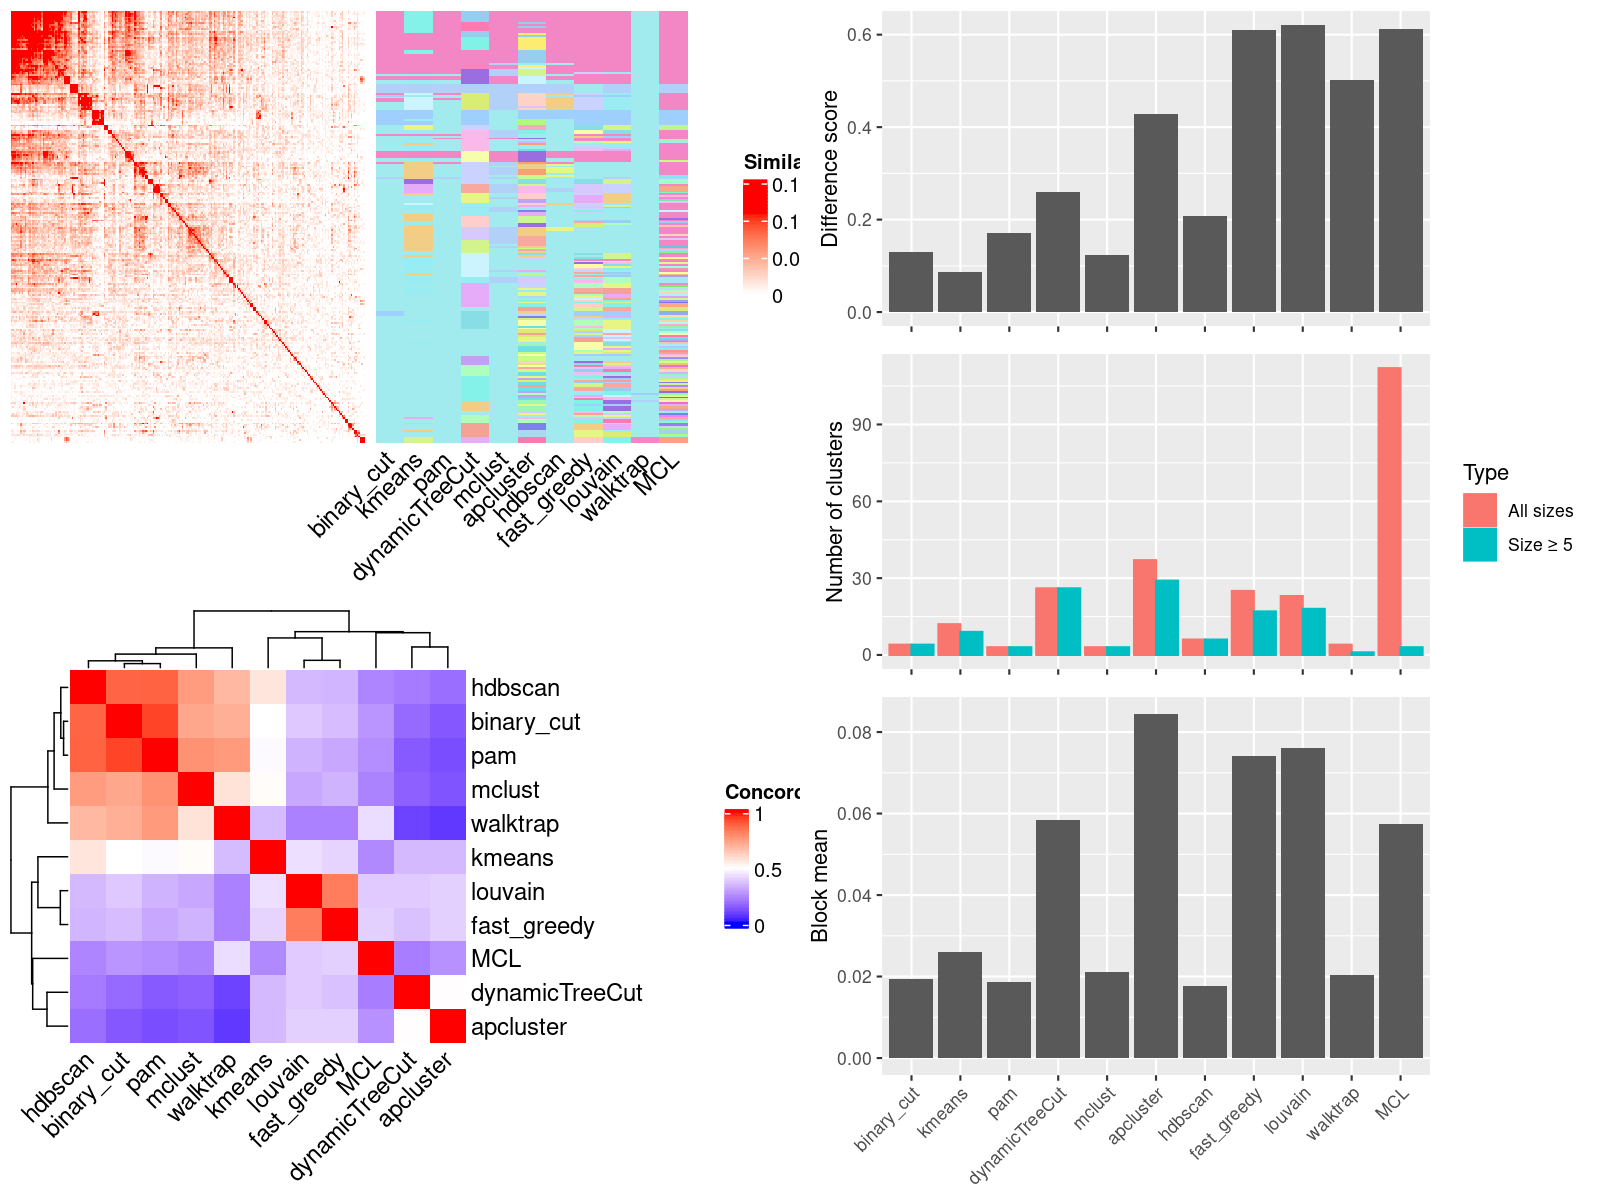 Simila
0.1
0.1
0.0
0
binary_cut
kmeans
pam
dynamicTreeCut
mclust
apcluster
hdbscan
fast_greedy
louvain
walktrap
MCL
hdbscan
binary_cut
pam
mclust
walktrap
kmeans
louvain
fast_greedy
MCL
dynamicTreeCut
apcluster
hdbscan
binary_cut
pam
mclust
walktrap
kmeans
louvain
fast_greedy
MCL
dynamicTreeCut
apcluster
Concord
1
0.5
0
Difference score
0.6
0.4
0.2
0.0
Number of clusters
90
60
30
0
Type
All sizes
Size ≥ 5
Block mean
0.08
0.06
0.04
0.02
0.00
binary_cut
kmeans
pam
dynamicTreeCut
mclust
apcluster
hdbscan
fast_greedy
louvain
walktrap
MCL